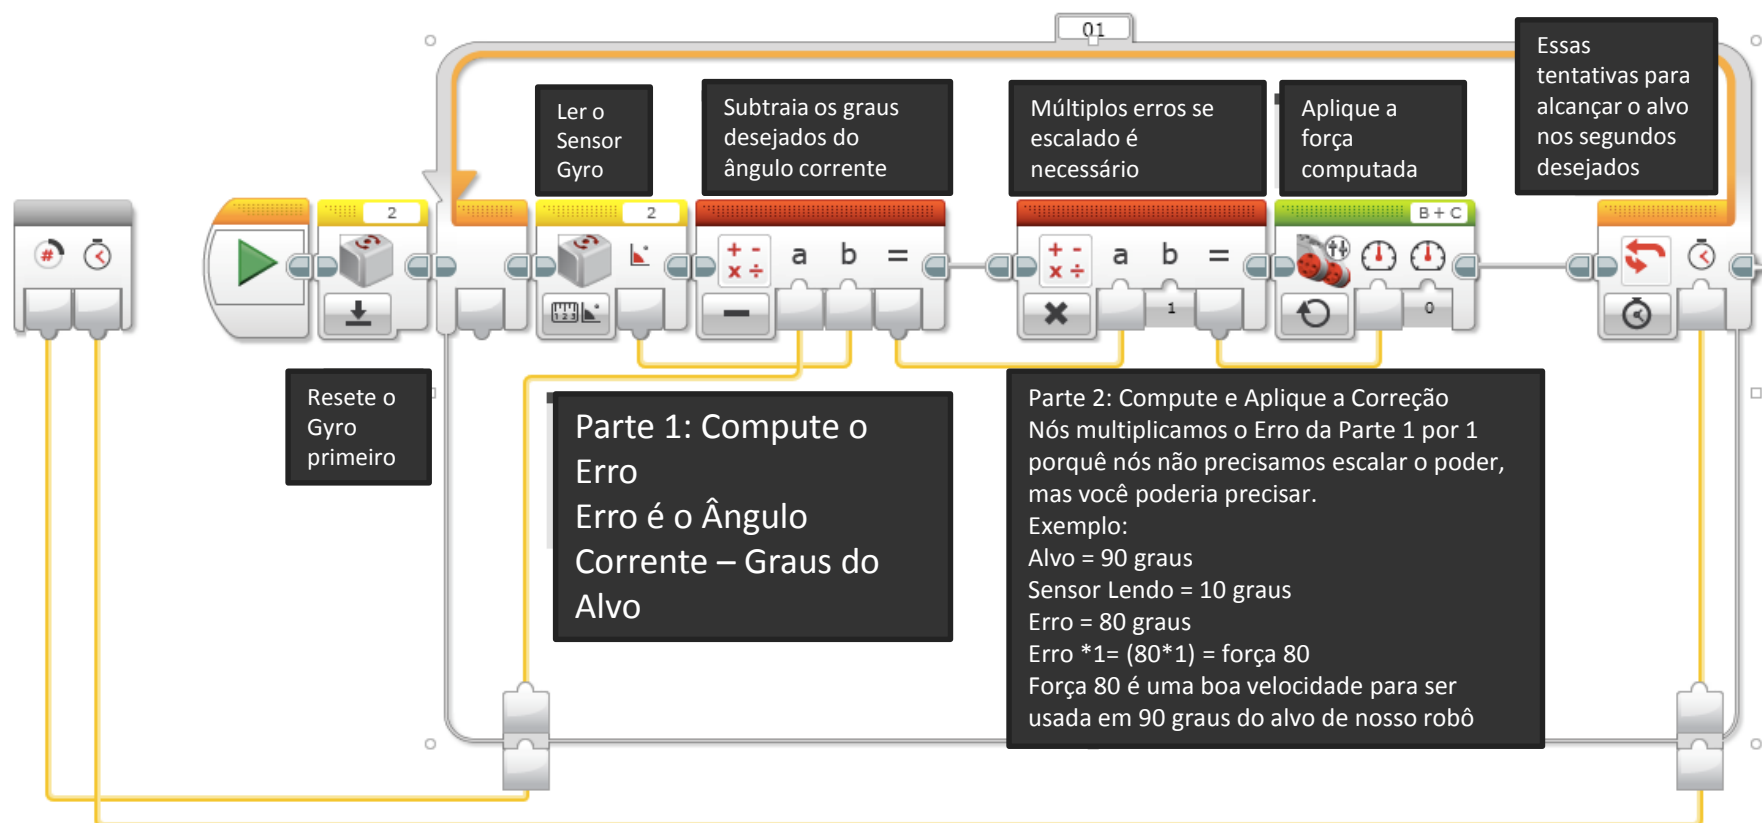 01
Essas
tentativas para
alcançar o alvo
nos segundos
desejados
Ler o
Sensor
Gyro
Subtraia os graus
desejados do
ângulo corrente
Múltiplos erros se
escalado é
necessário
Aplique a
força
computada
2
2
B + C
#
a b =
a b =
1
0
Resete o
Gyro
primeiro
Parte 1: Compute o
Erro
Erro é o Ângulo
Corrente – Graus do
Alvo
Parte 2: Compute e Aplique a Correção
Nós multiplicamos o Erro da Parte 1 por 1
porquê nós não precisamos escalar o poder,
mas você poderia precisar.
Exemplo:
Alvo = 90 graus
Sensor Lendo = 10 graus
Erro = 80 graus
Erro *1= (80*1) = força 80
Força 80 é uma boa velocidade para ser
usada em 90 graus do alvo de nosso robô